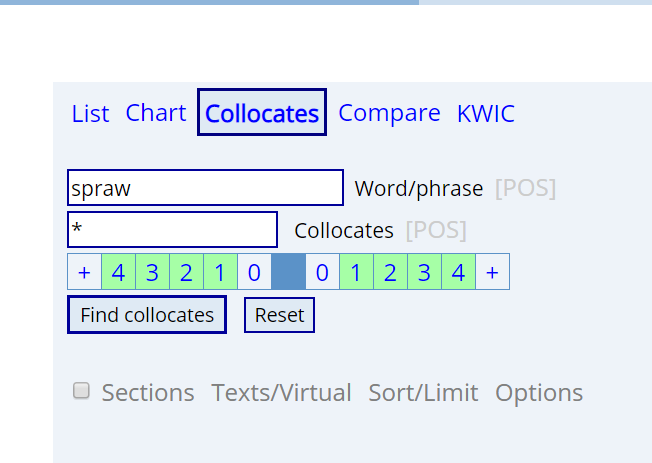 List Chart Collocates Compare KWIC
spraw Word/phrase [POS]
* Collocates [POS]
+ 4 3 2 1 0 0 1 2 3 4 +
Find collocates Reset
Sections Texts/Virtual Sort/Limit Options